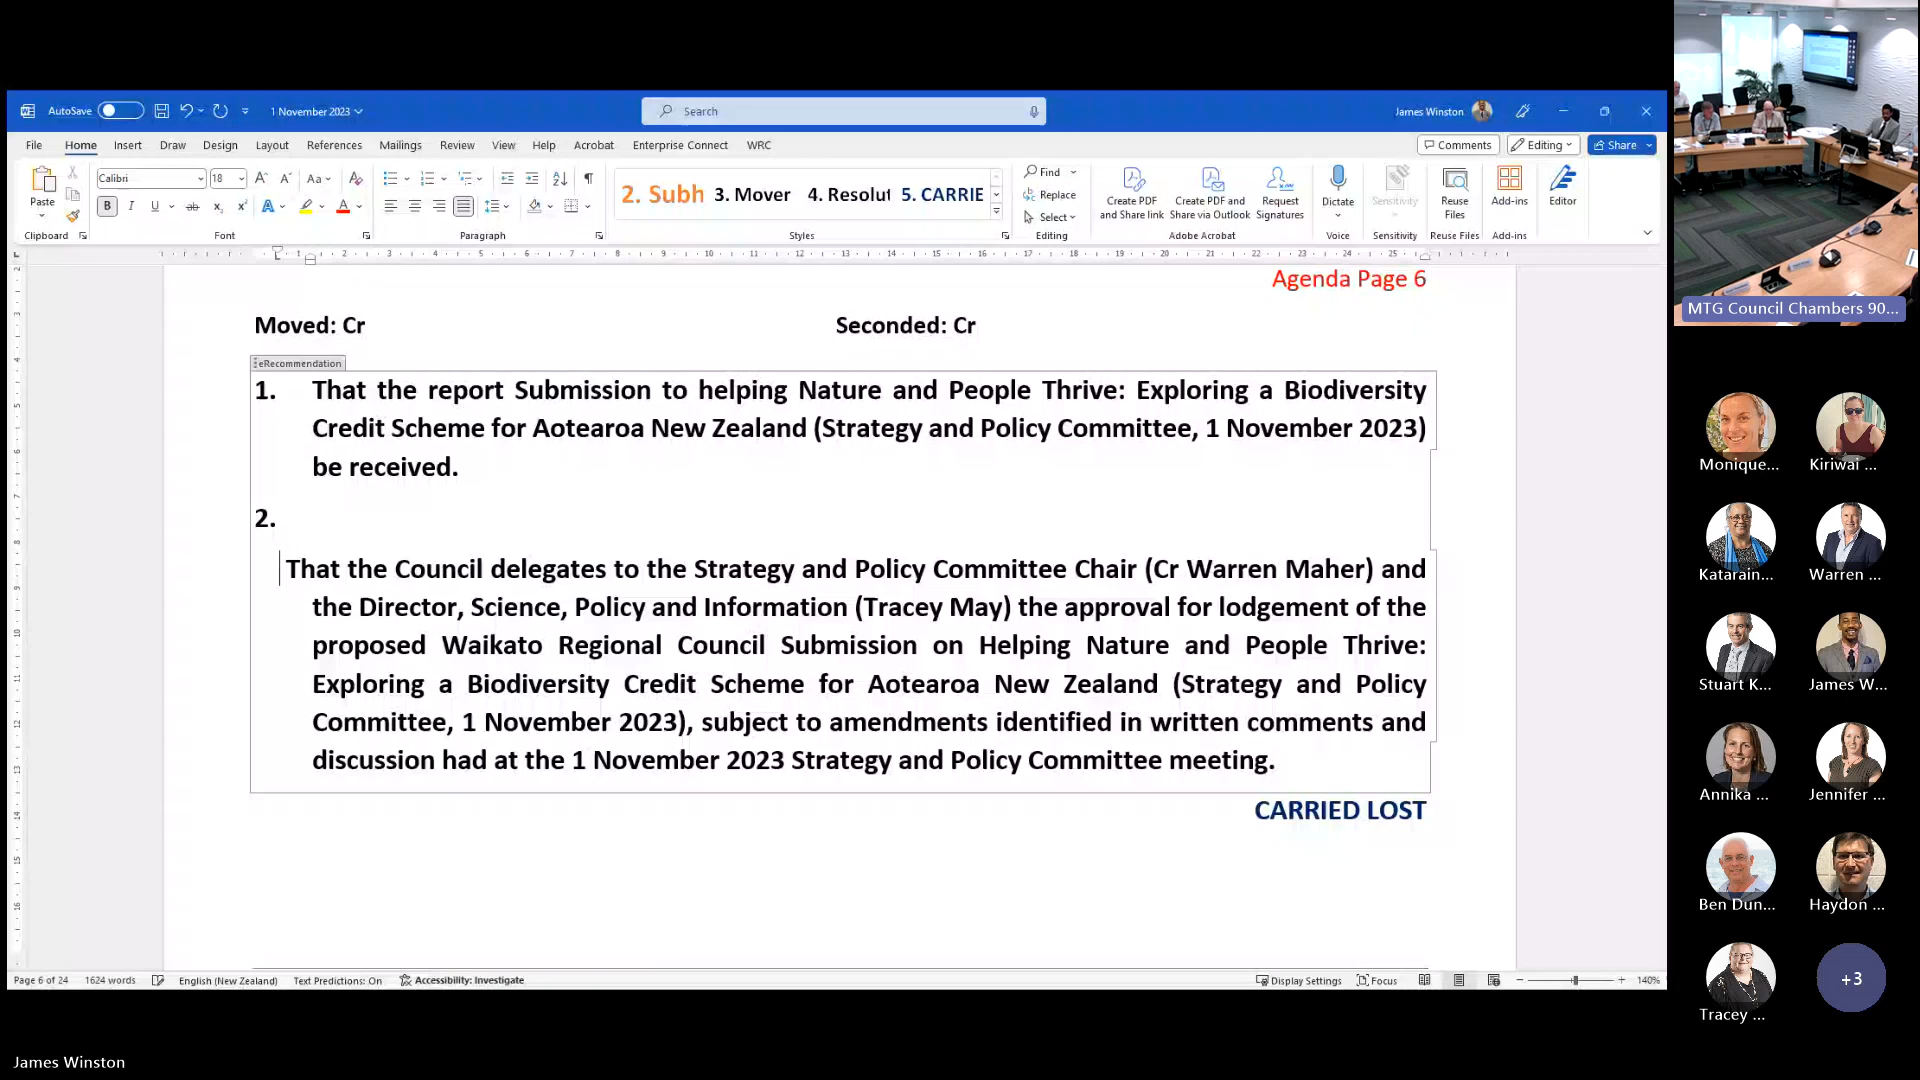 AutoSave
1 November 2023
Search
James Winston
File Home Insert Draw Design Layout References Mailings Review View Help Acrobat Enterprise Connect WRC
Comments Editing Share
Paste
Clipboard
Calibri 18
Font
Paragraph
2. Subh 3. Mover 4. Resolut 5. CARRIE
Styles
Find
Replace
Select
Editing
Create PDF and Share link
Create PDF and Share via Outlook
Request Signatures
Adobe Acrobat
Dictate
Voice
Sensitivity
Sensitivity
Reuse Files
Reuse Files
Add-ins
Add-ins
Editor
Agenda Page 6
Moved: Cr Seconded: Cr
eRecommendation
1. That the report Submission to helping Nature and People Thrive: Exploring a Biodiversity
Credit Scheme for Aotearoa New Zealand (Strategy and Policy Committee, 1 November 2023)
be received.
2.
That the Council delegates to the Strategy and Policy Committee Chair (Cr Warren Maher) and
the Director, Science, Policy and Information (Tracey May) the approval for lodgement of the
proposed Waikato Regional Council Submission on Helping Nature and People Thrive:
Exploring a Biodiversity Credit Scheme for Aotearoa New Zealand (Strategy and Policy
Committee, 1 November 2023), subject to amendments identified in written comments and
discussion had at the 1 November 2023 Strategy and Policy Committee meeting.
CARRIED LOST
Page 6 of 24 1624 words English (New Zealand) Text Predictions: On Accessibility: Investigate
Display Settings Focus 140%
James Winston
MTG Council Chambers 90...
Monique... Kiriwai ...
Katarain... Warren ...
Stuart K... James W...
Annika ... Jennifer ...
Ben Dun... Haydon ...
Tracey ... +3